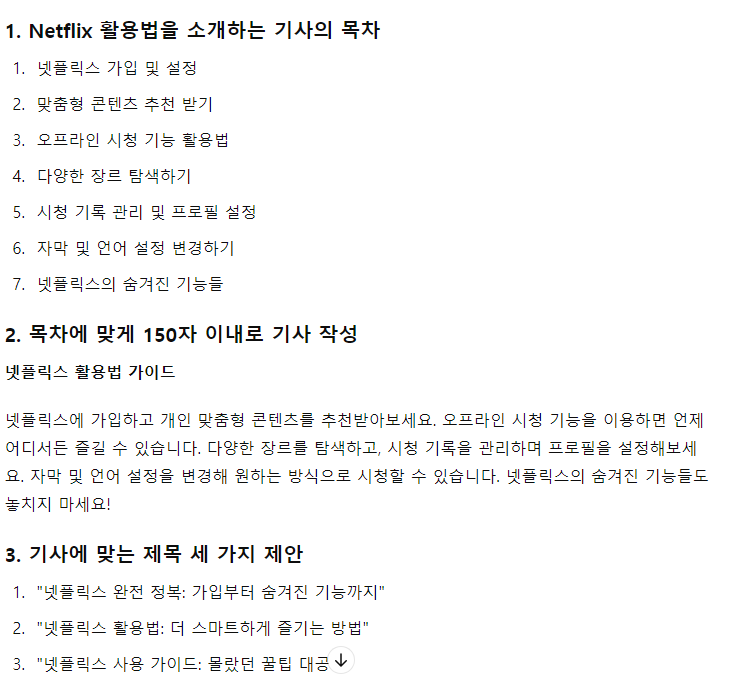 1. Netflix 활용법을 소개하는 기사의 목차
1. 넷플릭스 가입 및 설정
2. 맞춤형 콘텐츠 추천 받기
3. 오프라인 시청 기능 활용법
4. 다양한 장르 탐색하기
5. 시청 기록 관리 및 프로필 설정
6. 자막 및 언어 설정 변경하기
7. 넷플릭스의 숨겨진 기능들
2. 목차에 맞게 150자 이내로 기사 작성
넷플릭스 활용법 가이드
넷플릭스에 가입하고 개인 맞춤형 콘텐츠를 추천받아보세요. 오프라인 시청 기능을 이용하면 언제
어디서든 즐길 수 있습니다. 다양한 장르를 탐색하고, 시청 기록을 관리하며 프로필을 설정해보세
요. 자막 및 언어 설정을 변경해 원하는 방식으로 시청할 수 있습니다. 넷플릭스의 숨겨진 기능들도
놓치지 마세요!
3. 기사에 맞는 제목 세 가지 제안
1. "넷플릭스 완전 정복: 가입부터 숨겨진 기능까지"
2. "넷플릭스 활용법: 더 스마트하게 즐기는 방법"
3. "넷플릭스 사용 가이드: 몰랐던 꿀팁 대공